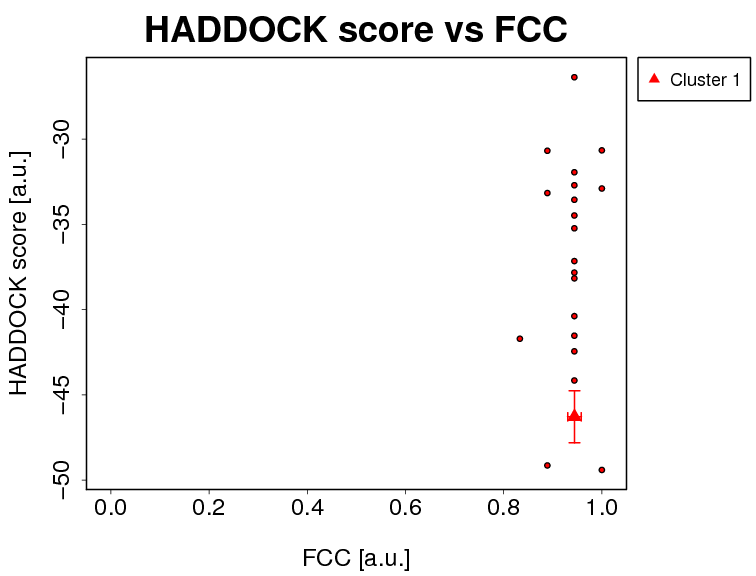 HADDOCK score vs FCC
Cluster 1
HADDOCK score [a.u.]
−30
−35
−40
−45
−50
0.0 0.2 0.4 0.6 0.8 1.0
FCC [a.u.]